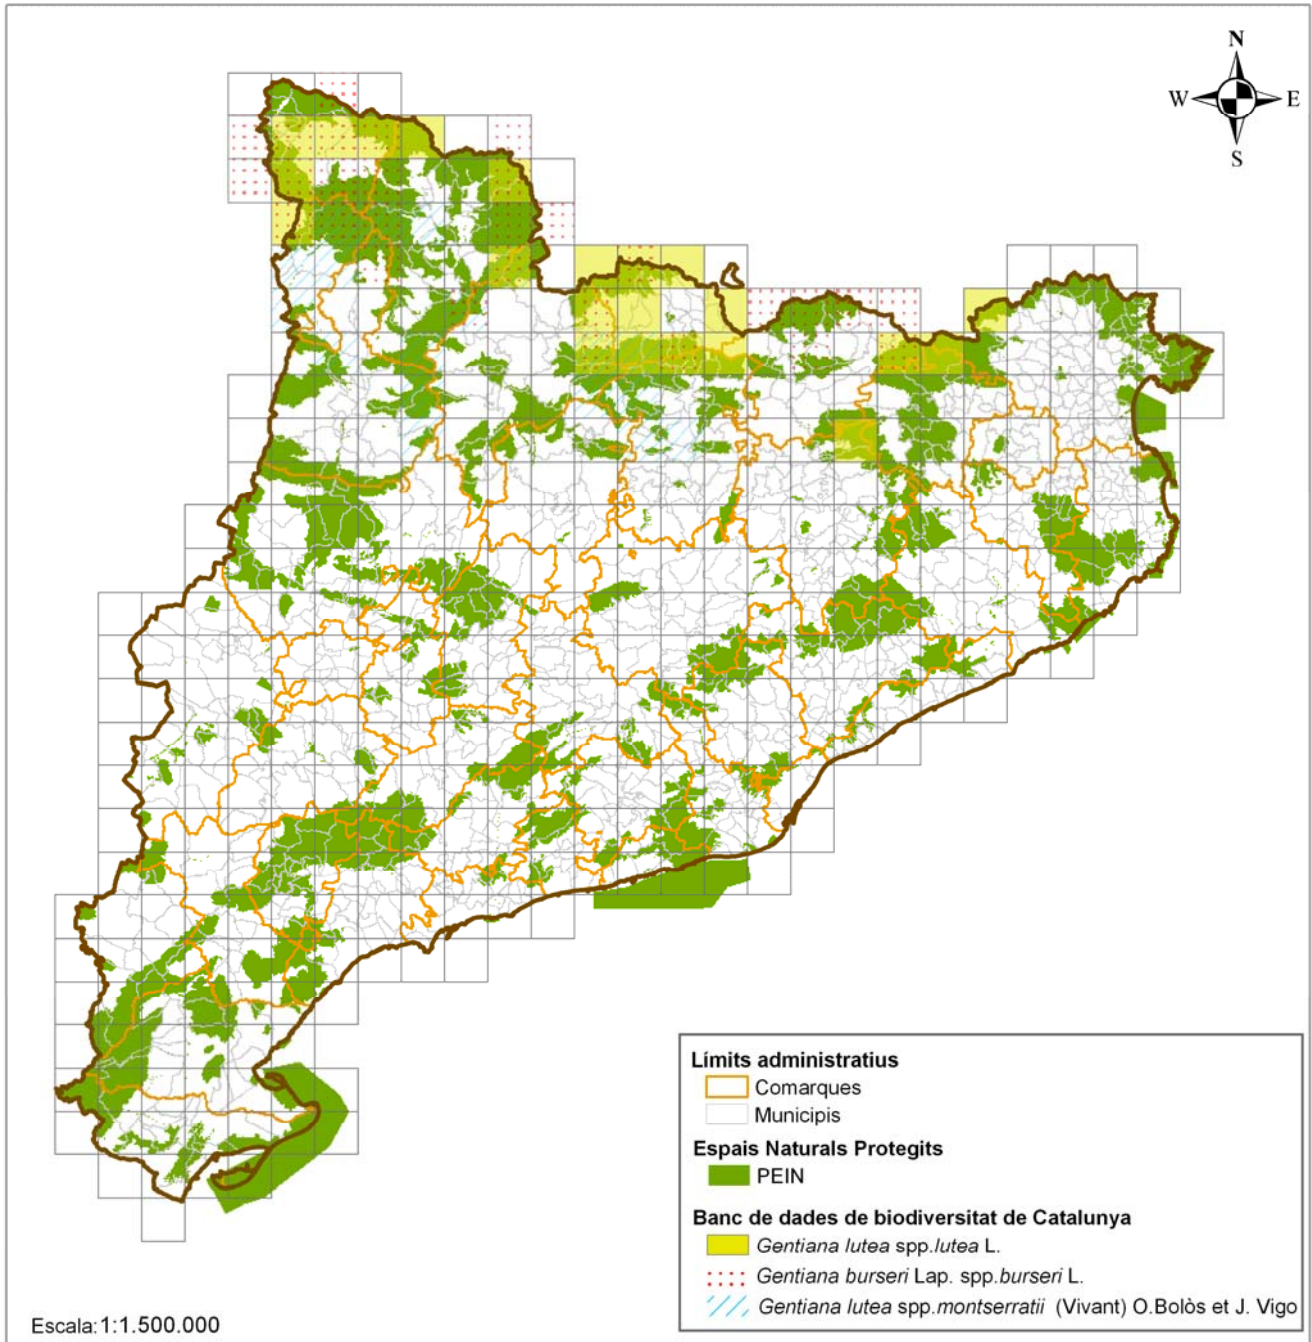 N
W E
S
Límits administratius
Comarques
Municipis
Espais Naturals Protegits
PEIN
Banc de dades de biodiversitat de Catalunya
Gentiana lutea spp.lutea L.
Gentiana burseri Lap. spp.burseri L.
Gentiana lutea spp.montserratii (Vivant) O.Bolòs et J. Vigo
Escala:1:1.500.000